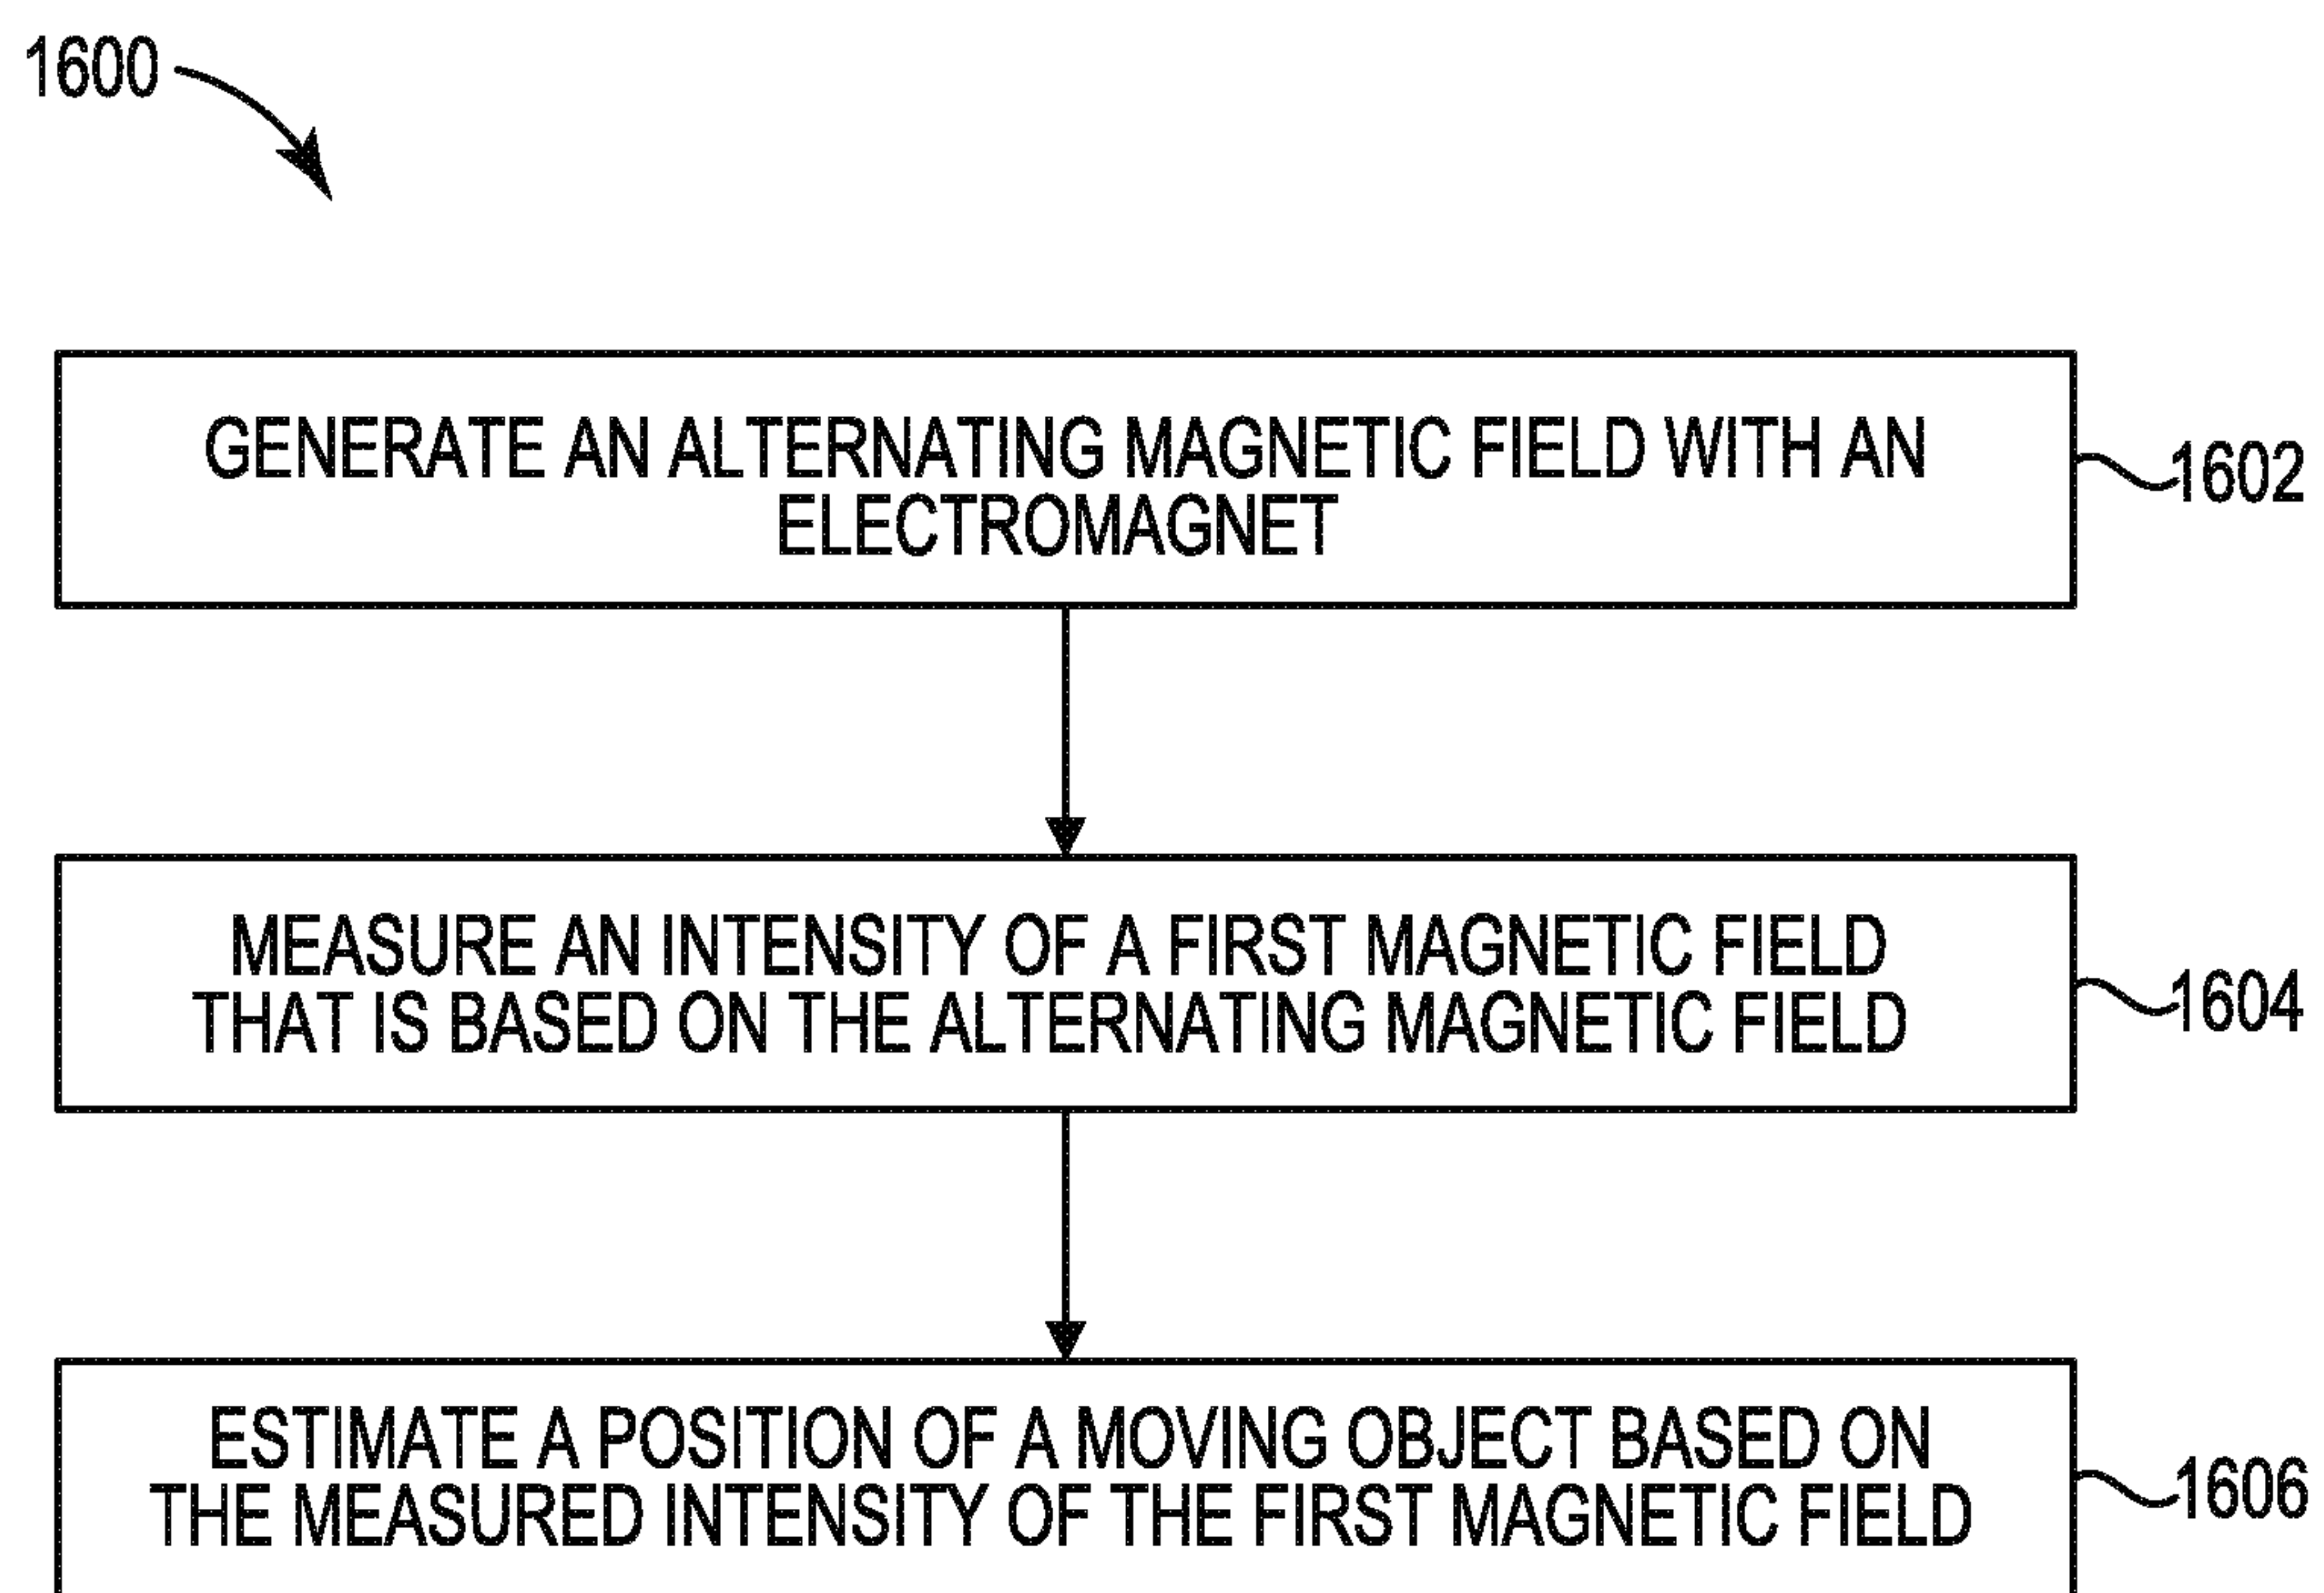 1600
GENERATE AN ALTERNATING MAGNETIC FIELD WITH AN
ELECTROMAGNET
1602
MEASURE AN INTENSITY OF A FIRST MAGNETIC FIELD
THAT IS BASED ON THE ALTERNATING MAGNETIC FIELD
1604
ESTIMATE A POSITION OF A MOVING OBJECT BASED ON
THE MEASURED INTENSITY OF THE FIRST MAGNETIC FIELD
1606